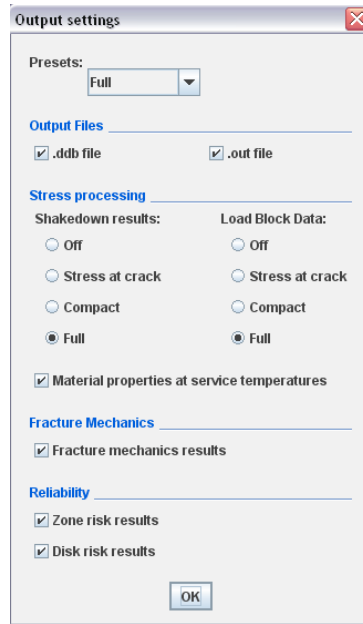 Output settings
Presets:
Full
Output Files
.ddb file .out file
Stress processing
Shakedown results: Load Block Data:
Off Off
Stress at crack Stress at crack
Compact Compact
Full Full
Material properties at service temperatures
Fracture Mechanics
Fracture mechanics results
Reliability
Zone risk results
Disk risk results
OK